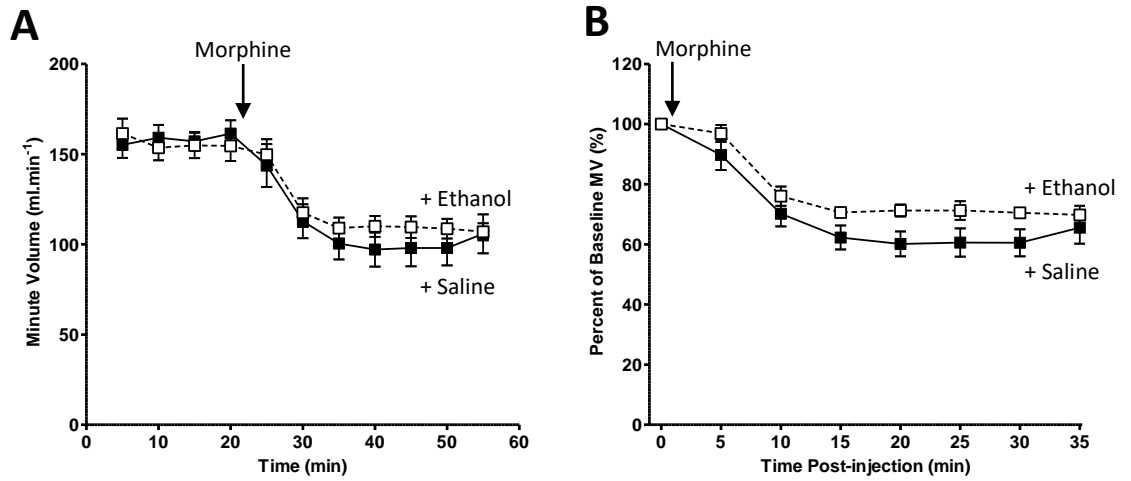 A
Morphine
200
150
100
50
0
Minute Volume (ml.min⁻¹)
+ Ethanol
+ Saline
0 10 20 30 40 50 60
Time (min)
B
Morphine
120
100
80
60
40
20
0
Percent of Baseline MV (%)
+ Ethanol
+ Saline
0 5 10 15 20 25 30 35
Time Post-injection (min)